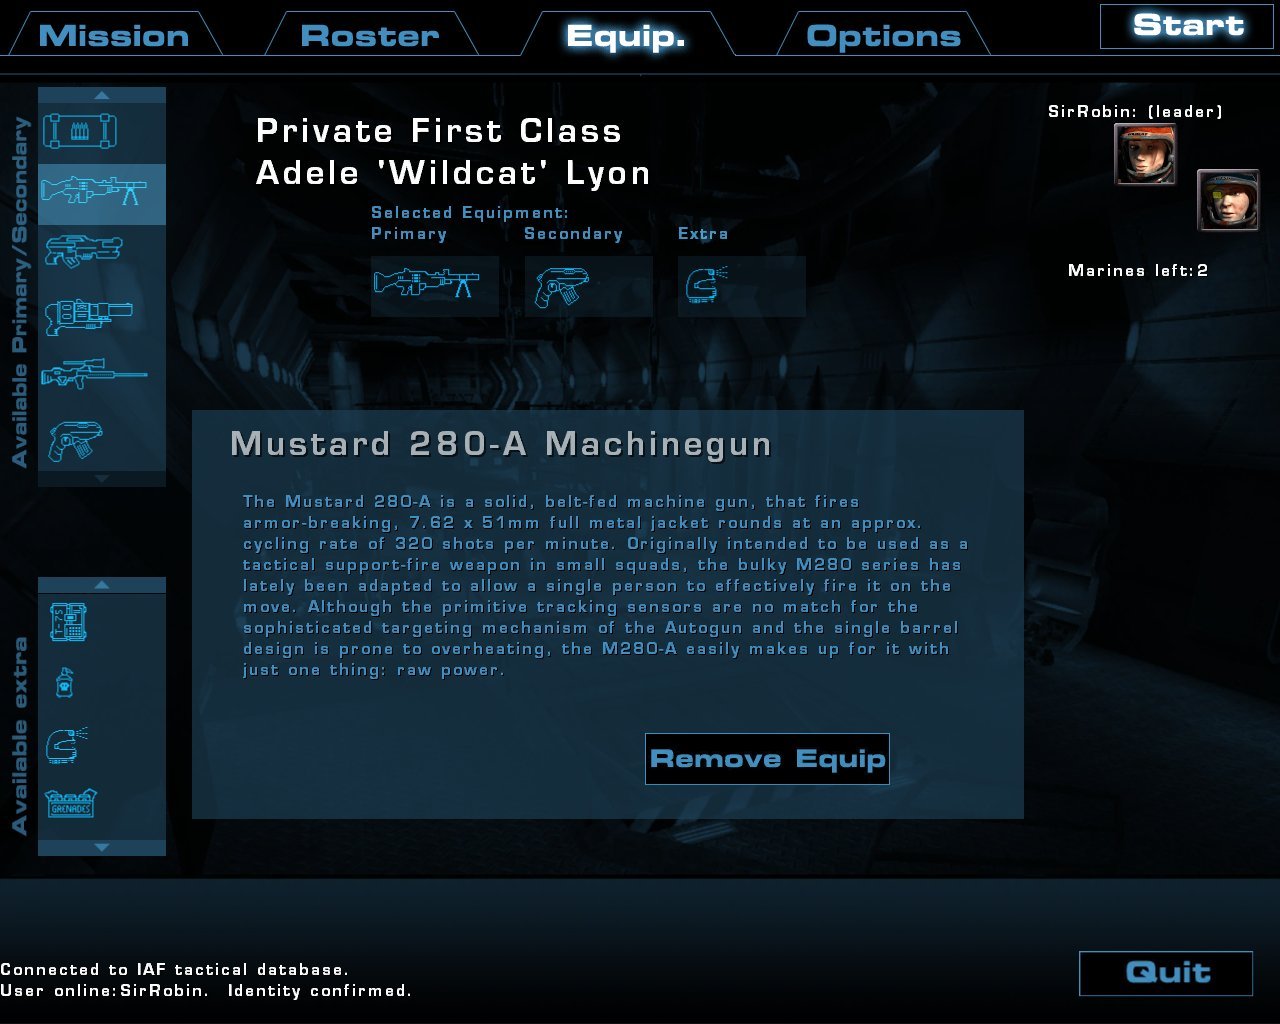 Mission
Roster
Equip.
Options
Start
Available Primary/Secondary
Private First Class
Adele 'Wildcat' Lyon
Selected Equipment:
Primary
Secondary
Extra
SirRobin: (leader)
Marines left:2
Mustard 280-A Machinegun
The Mustard 280-A is a solid, belt-fed machine gun, that fires
armor-breaking, 7.62 x 51mm full metal jacket rounds at an approx.
cycling rate of 320 shots per minute. Originally intended to be used as a
tactical support-fire weapon in small squads, the bulky M280 series has
lately been adapted to allow a single person to effectively fire it on the
move. Although the primitive tracking sensors are no match for the
sophisticated targeting mechanism of the Autogun and the single barrel
design is prone to overheating, the M280-A easily makes up for it with
just one thing: raw power.
Remove Equip
Available extra
GRENADES
Connected to IAF tactical database.
User online:SirRobin. Identity confirmed.
Quit